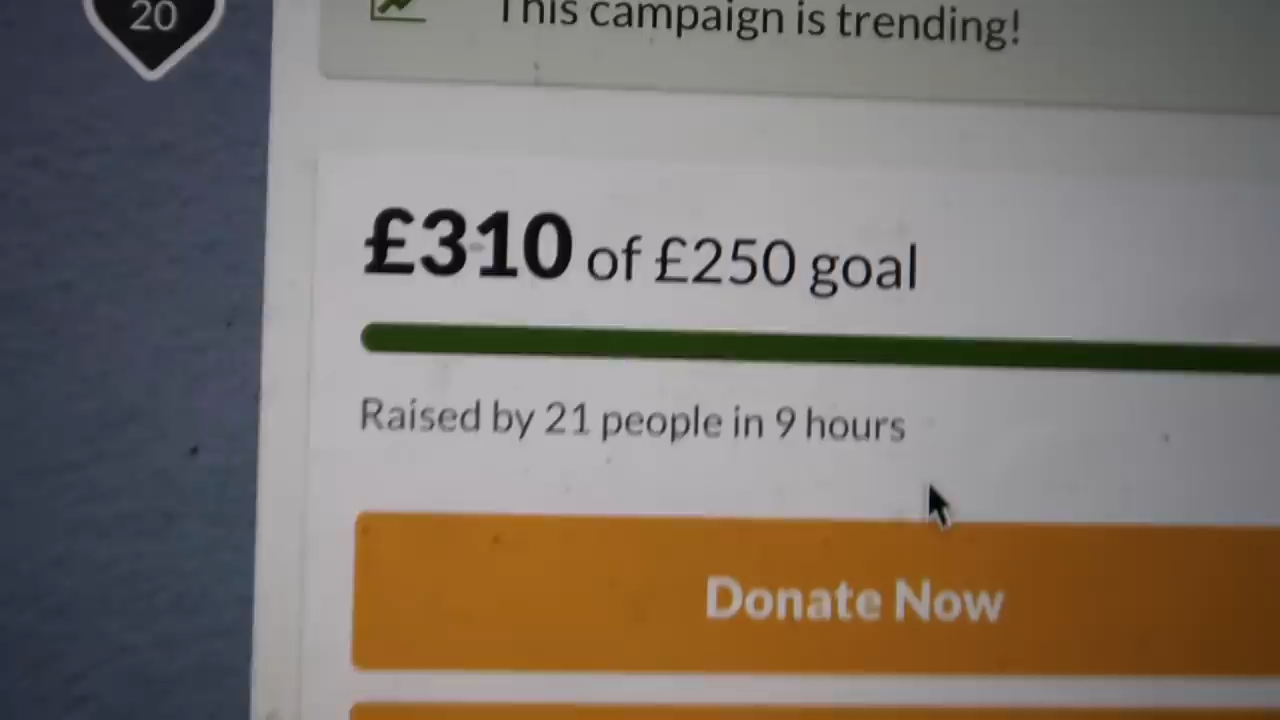 20
This campaign is trending!
£310 of £250 goal
Raised by 21 people in 9 hours
Donate Now